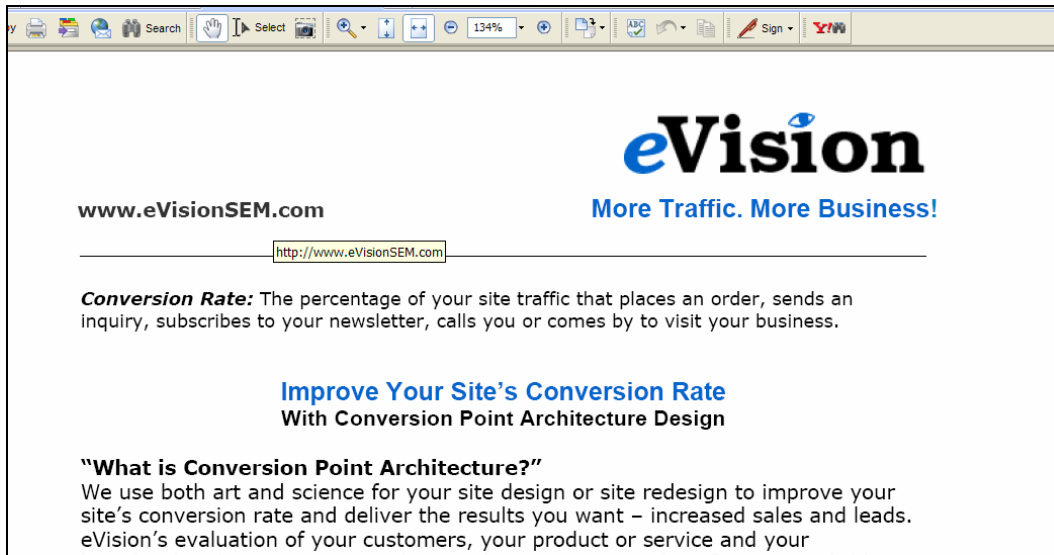 Search Select 134% ABC Sign Y!
eVision
www.eVisionSEM.com More Traffic. More Business!
http://www.eVisionSEM.com
Conversion Rate: The percentage of your site traffic that places an order, sends an
inquiry, subscribes to your newsletter, calls you or comes by to visit your business.
Improve Your Site’s Conversion Rate
With Conversion Point Architecture Design
“What is Conversion Point Architecture?”
We use both art and science for your site design or site redesign to improve your
site’s conversion rate and deliver the results you want – increased sales and leads.
eVision’s evaluation of your customers, your product or service and your